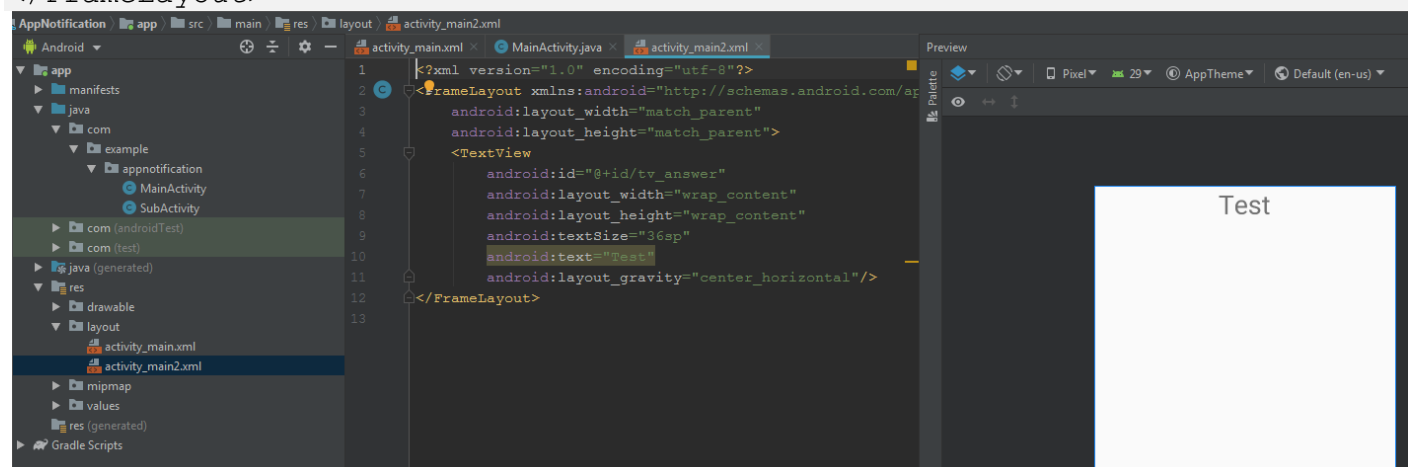 </FrameLayout>
AppNotification app src main res layout activity_main2.xml
Android
activity_main.xml MainActivity.java activity_main2.xml
Preview
app
manifests
java
com
example
appnotification
MainActivity
SubActivity
com (androidTest)
com (test)
java (generated)
res
drawable
layout
activity_main.xml
activity_main2.xml
mipmap
values
res (generated)
Gradle Scripts
1 <?xml version="1.0" encoding="utf-8"?>
2 <FrameLayout xmlns:android="http://schemas.android.com/ap
3 android:layout_width="match_parent"
4 android:layout_height="match_parent">
5 <TextView
6 android:id="@+id/tv_answer"
7 android:layout_width="wrap_content"
8 android:layout_height="wrap_content"
9 android:textSize="36sp"
10 android:text="Test"
11 android:layout_gravity="center_horizontal"/>
12 </FrameLayout>
13
Palette
Pixel 29 AppTheme Default (en-us)
Test